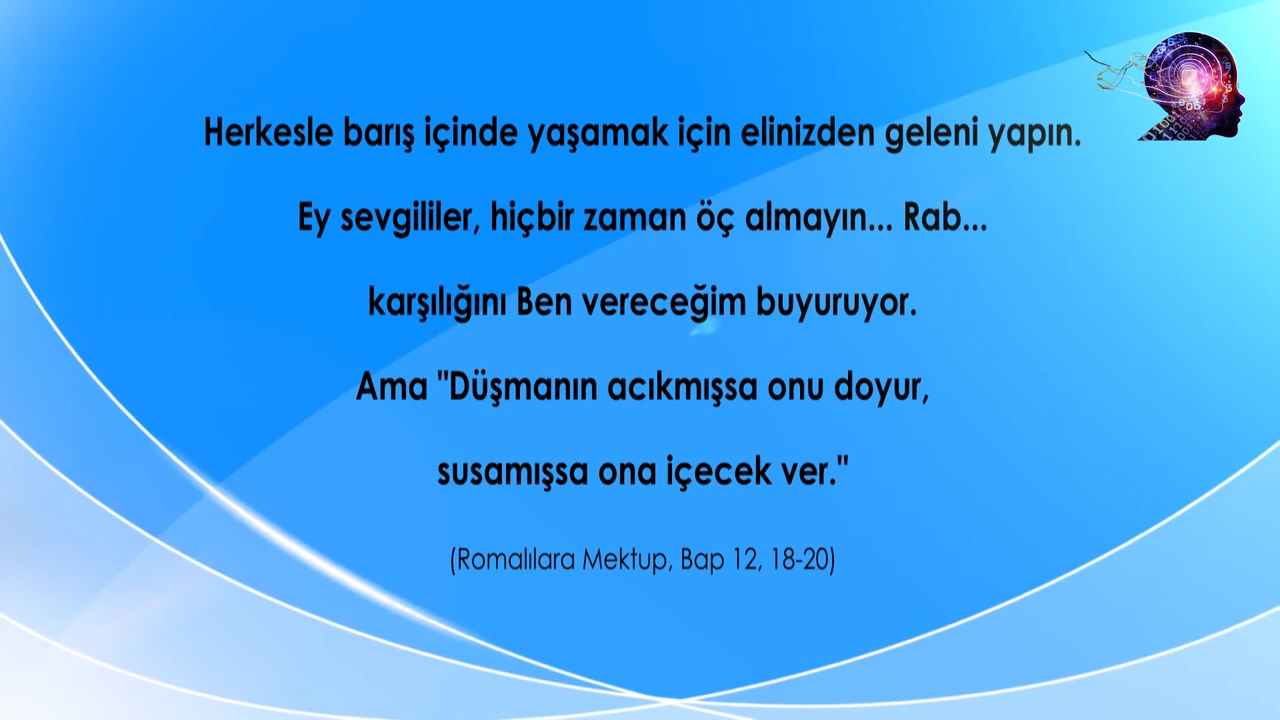 Herkesle barış içinde yaşamak için elinizden geleni yapın.
Ey sevgililer, hiçbir zaman öç almayın... Rab...
karşılığını Ben vereceğim buyuruyor.
Ama "Düşmanın acıkmışsa onu doyur,
susamışsa ona içecek ver."
(Romalılara Mektup, Bap 12, 18-20)